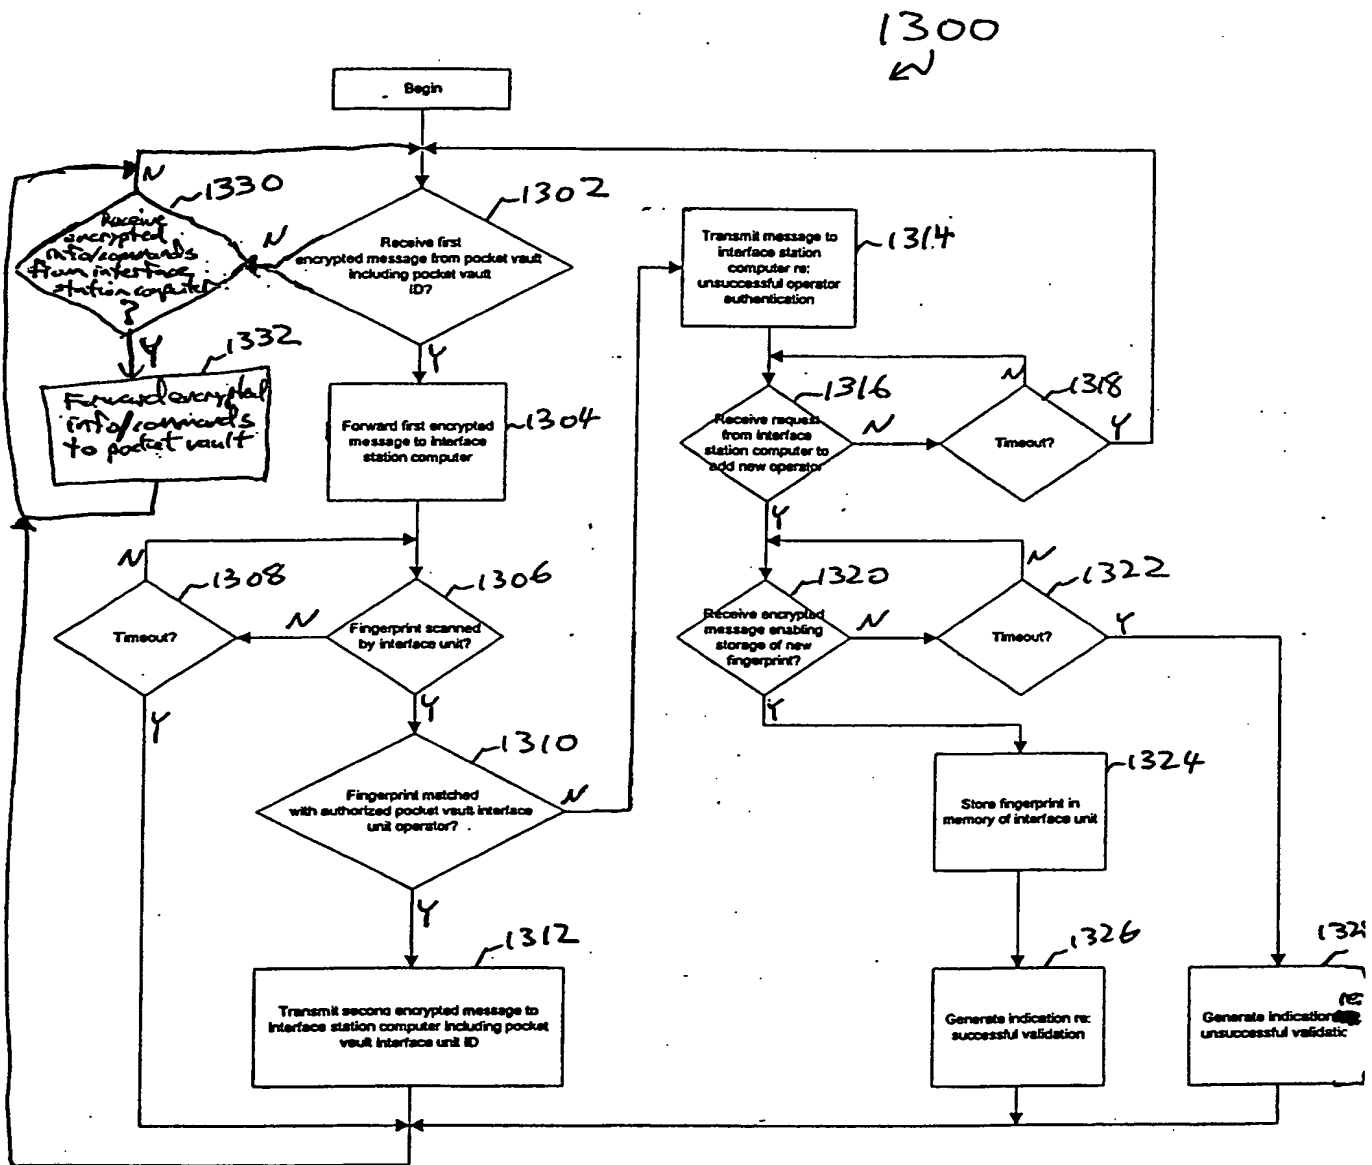 1300
Begin
N
1330
Receive
encrypted
info/commands
from interface
station computer
?
N
1302
Receive first
encrypted message from pocket vault
including pocket vault
ID?
Y
1332
Forward encrypted
info/commands
to pocket vault
Y
1304
Forward first encrypted
message to interface
station computer
N
1308
Timeout?
N
Y
1306
Fingerprint scanned
by interface unit?
Y
1310
Fingerprint matched
with authorized pocket vault interface
unit operator?
N
Y
1312
Transmit second encrypted message to
interface station computer including pocket
vault interface unit ID
1314
Transmit message to
interface station
computer re:
unsuccessful operator
authentication
1316
Receive request
from interface
station computer to
add new operator
N
Y
N
1318
Timeout?
Y
1320
Receive encrypted
message enabling
storage of new
fingerprint?
N
Y
N
1322
Timeout?
Y
1324
Store fingerprint in
memory of interface unit
1326
Generate indication re:
successful validation
132
re:
Generate indication
unsuccessful validatic